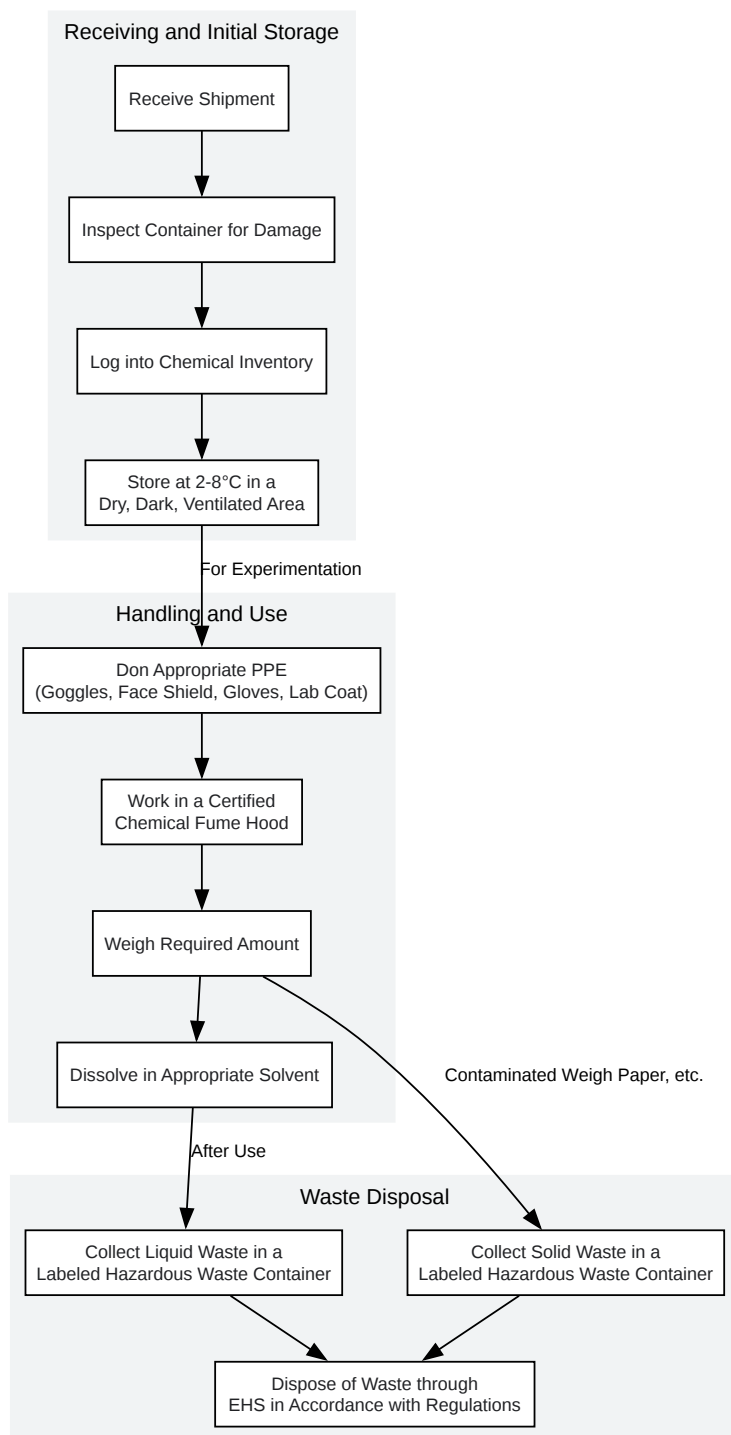 Receiving and Initial Storage
Receive Shipment
Inspect Container for Damage
Log into Chemical Inventory
Store at 2-8°C in a
Dry, Dark, Ventilated Area
For Experimentation
Handling and Use
Don Appropriate PPE
(Goggles, Face Shield, Gloves, Lab Coat)
Work in a Certified
Chemical Fume Hood
Weigh Required Amount
Dissolve in Appropriate Solvent
Contaminated Weigh Paper, etc.
After Use
Waste Disposal
Collect Liquid Waste in a
Labeled Hazardous Waste Container
Collect Solid Waste in a
Labeled Hazardous Waste Container
Dispose of Waste through
EHS in Accordance with Regulations